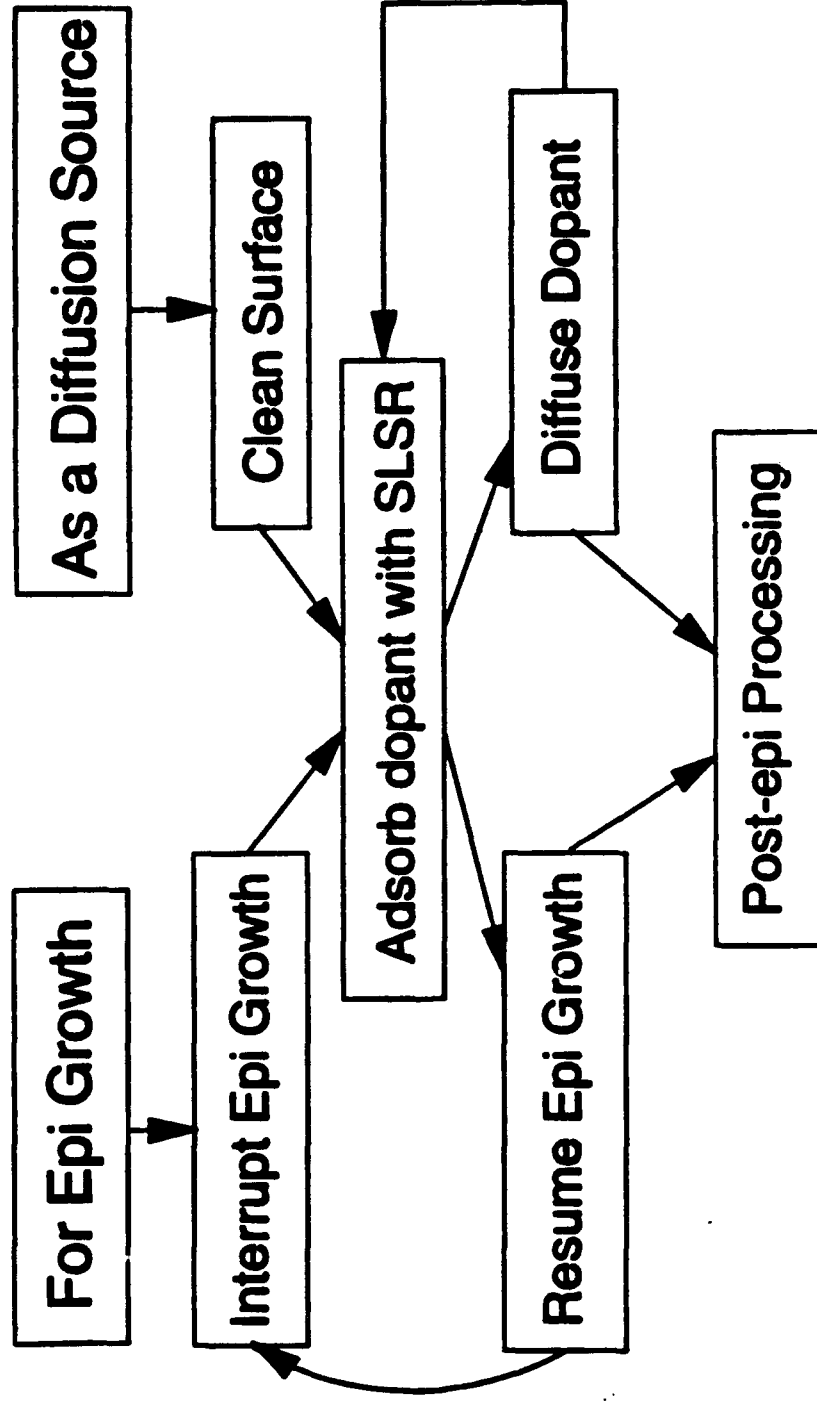 For Epi Growth
As a Diffusion Source
Interrupt Epi Growth
Clean Surface
Adsorb dopant with SLSR
Resume Epi Growth
Diffuse Dopant
Post-epi Processing